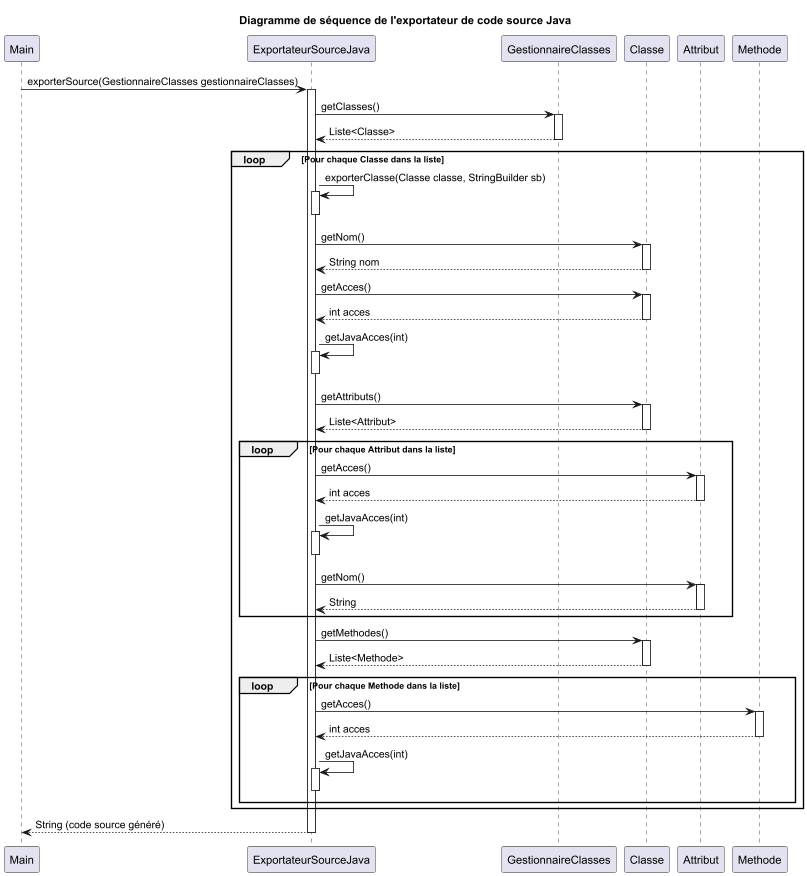 Diagramme de séquence de l'exportateur de code source Java
Main ExportateurSourceJava GestionnaireClasses Classe Attribut Methode
exporterSource(GestionnaireClasses gestionnaireClasses)
getClasses()
Liste<Classe>
loop [Pour chaque Classe dans la liste]
exporterClasse(Classe classe, StringBuilder sb)
getNom()
String nom
getAcces()
int acces
getJavaAcces(int)
getAttributs()
Liste<Attribut>
loop [Pour chaque Attribut dans la liste]
getAcces()
int acces
getJavaAcces(int)
getNom()
String
getMethodes()
Liste<Methode>
loop [Pour chaque Methode dans la liste]
getAcces()
int acces
getJavaAcces(int)
String (code source généré)
Main ExportateurSourceJava GestionnaireClasses Classe Attribut Methode